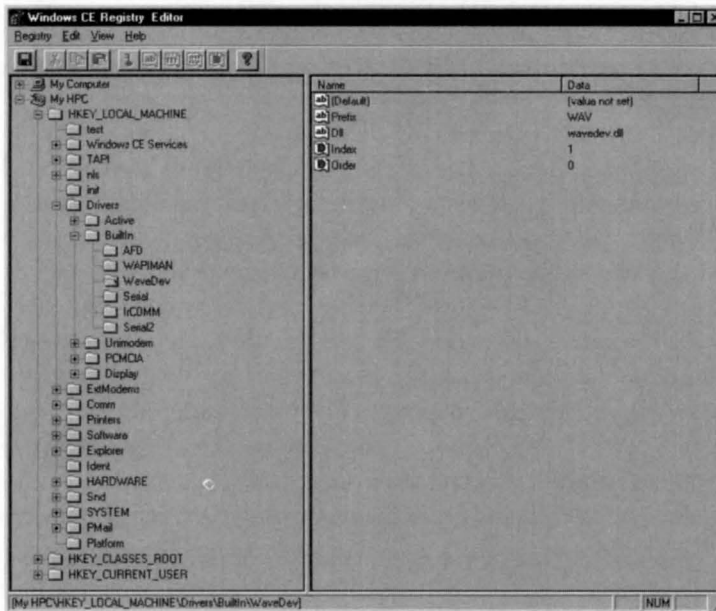 Windows CE Registry Editor
Registry Edit View Help
My Computer
My HPC
HKEY_LOCAL_MACHINE
test
Windows CE Services
TAPI
nls
init
Drivers
Active
BuiltIn
AFD
WAPIMAN
WaveDev
Serial
IrCOMM
Serial2
Unimodem
PCMCIA
Display
ExtModems
Comm
Printers
Software
Explorer
Ident
HARDWARE
Snd
SYSTEM
PMail
Platform
HKEY_CLASSES_ROOT
HKEY_CURRENT_USER
Name Data
ab (Default) (value not set)
ab Prefix WAV
ab Dll wavedev.dll
Index 1
Order 0
[My HPC\HKEY_LOCAL_MACHINE\Drivers\BuiltIn\WaveDev] NUM